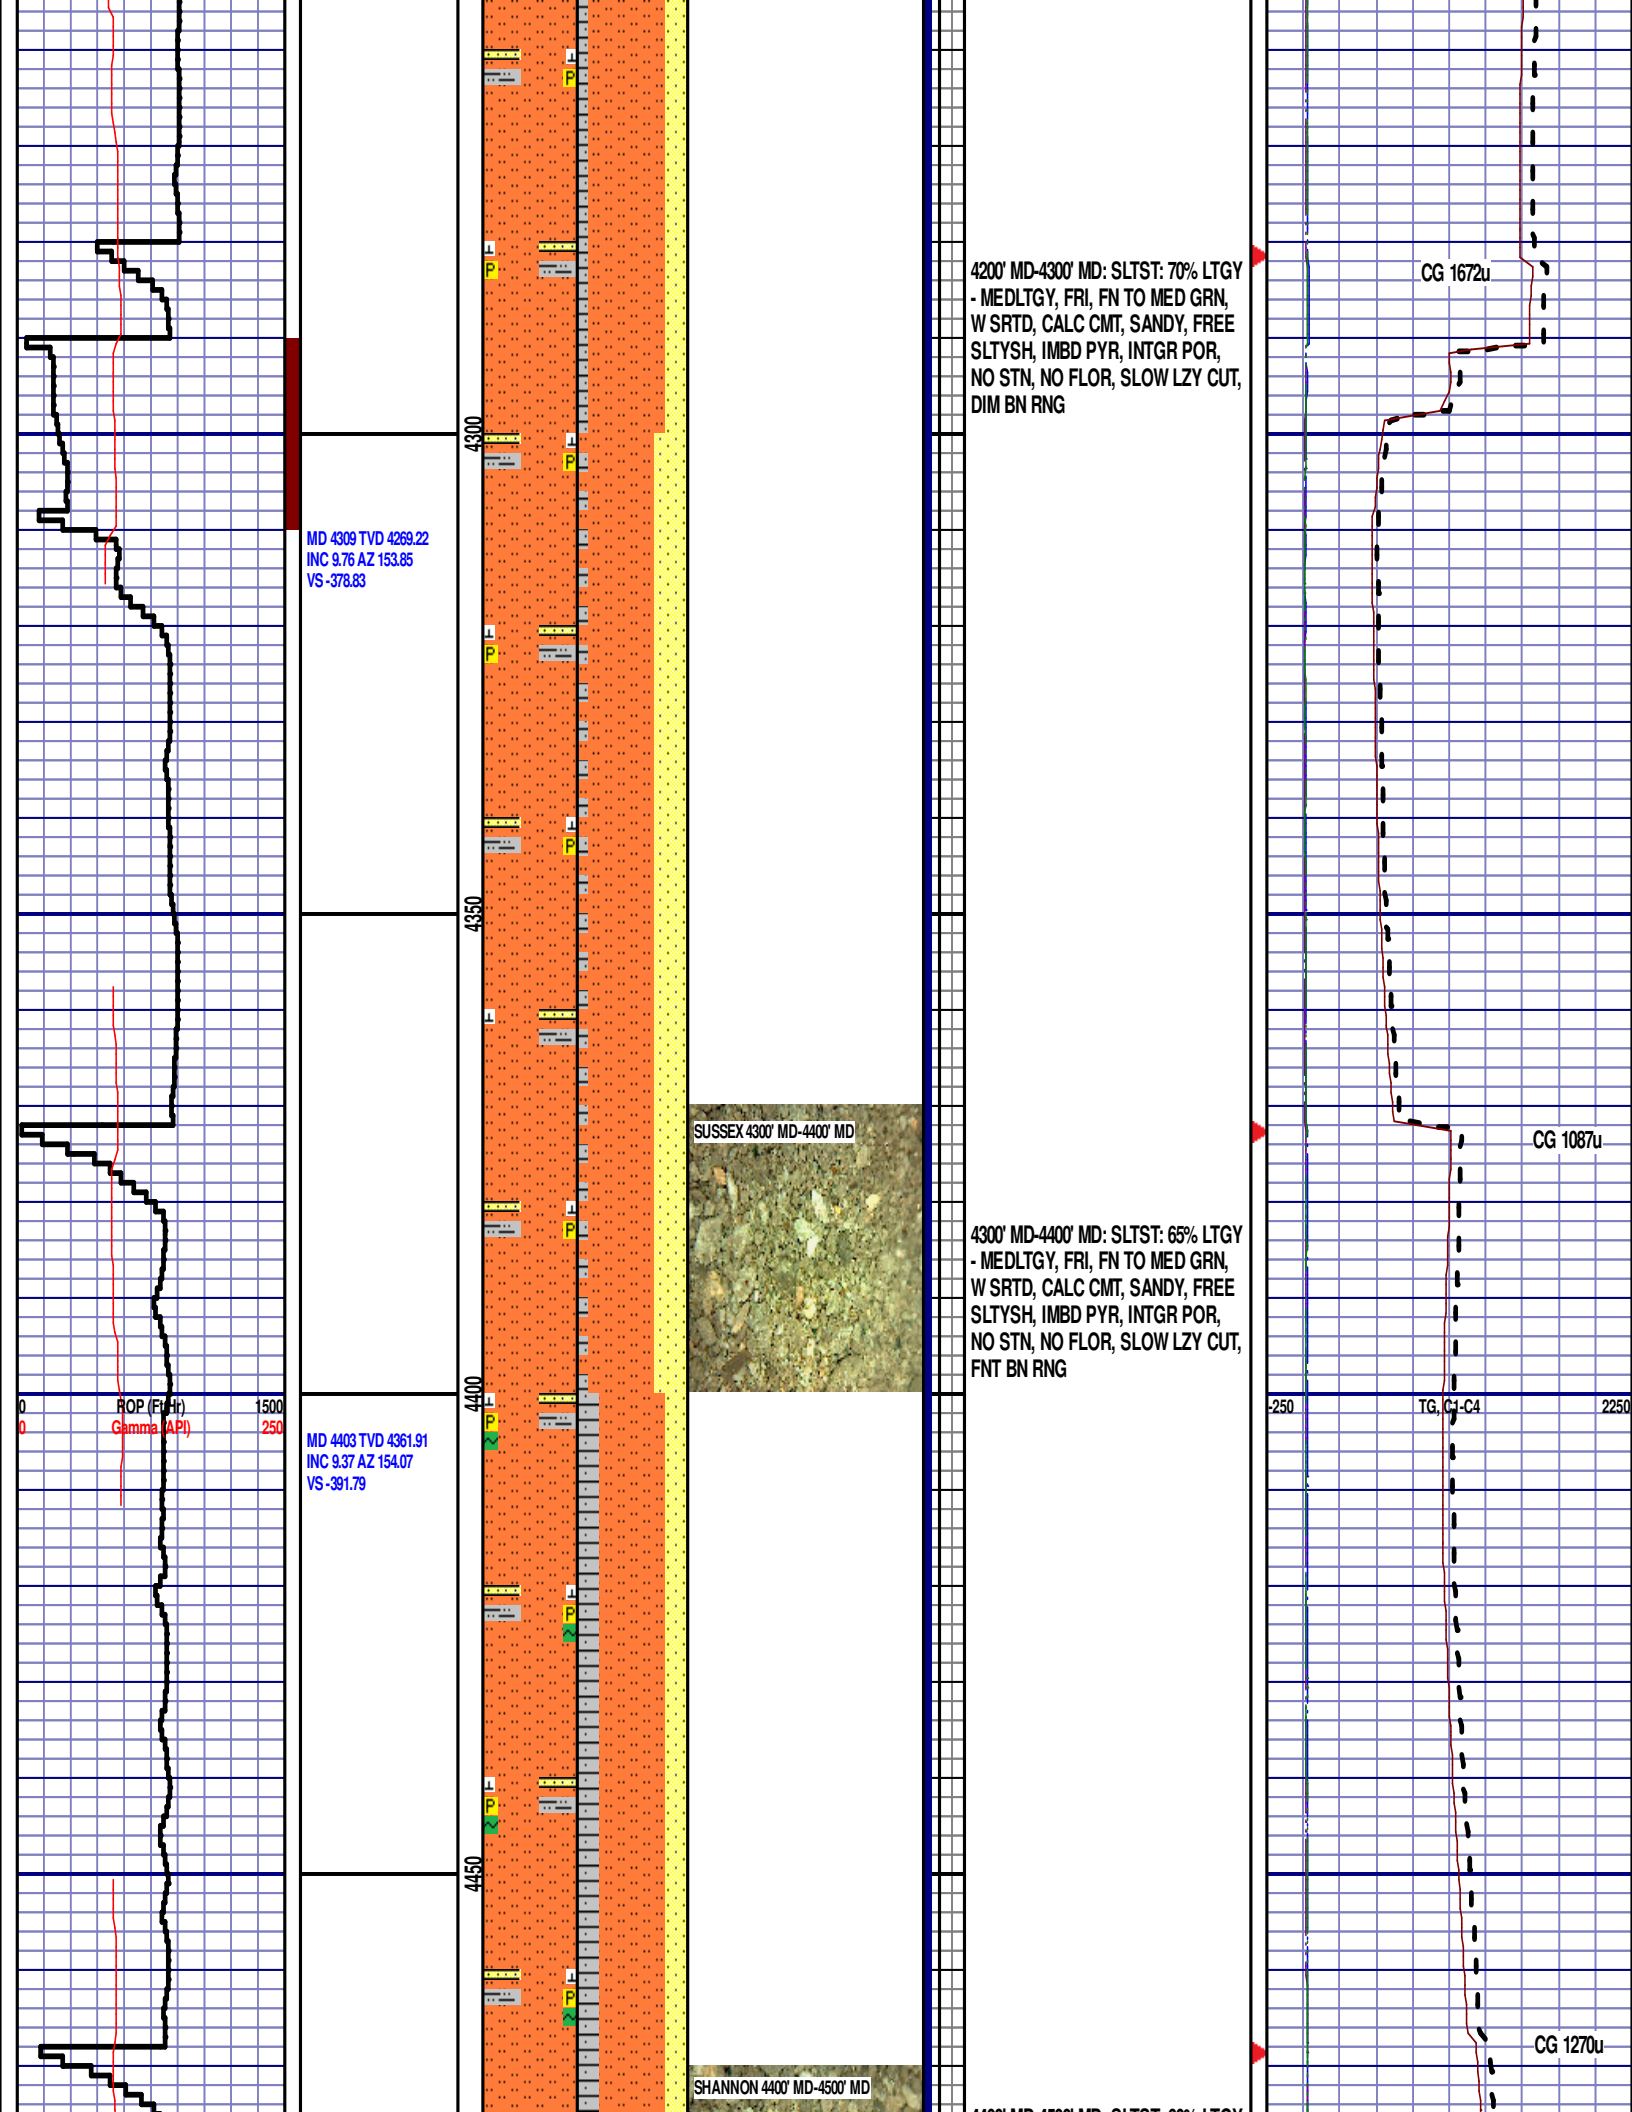 4200' MD-4300' MD: SLTST: 70% LTGY
- MEDLTGY, FRI, FN TO MED GRN,
W SRTD, CALC CMT, SANDY, FREE
SLTYSH, IMBD PYR, INTGR POR,
NO STN, NO FLOR, SLOW LZY CUT,
DIM BN RNG
CG 1672u
4300
MD 4309 TVD 4269.22
INC 9.76 AZ 153.85
VS -378.83
4350
SUSSEX 4300' MD-4400' MD
CG 1087u
4300' MD-4400' MD: SLTST: 65% LTGY
- MEDLTGY, FRI, FN TO MED GRN,
W SRTD, CALC CMT, SANDY, FREE
SLTYSH, IMBD PYR, INTGR POR,
NO STN, NO FLOR, SLOW LZY CUT,
FNT BN RNG
4400
0 ROP (Ft/Hr) 1500
0 Gamma (API) 250
-250 TG, C1-C4 2250
MD 4403 TVD 4361.91
INC 9.37 AZ 154.07
VS -391.79
4450
CG 1270u
SHANNON 4400' MD-4500' MD
P
P
P
P
P
P
P
P
P
P